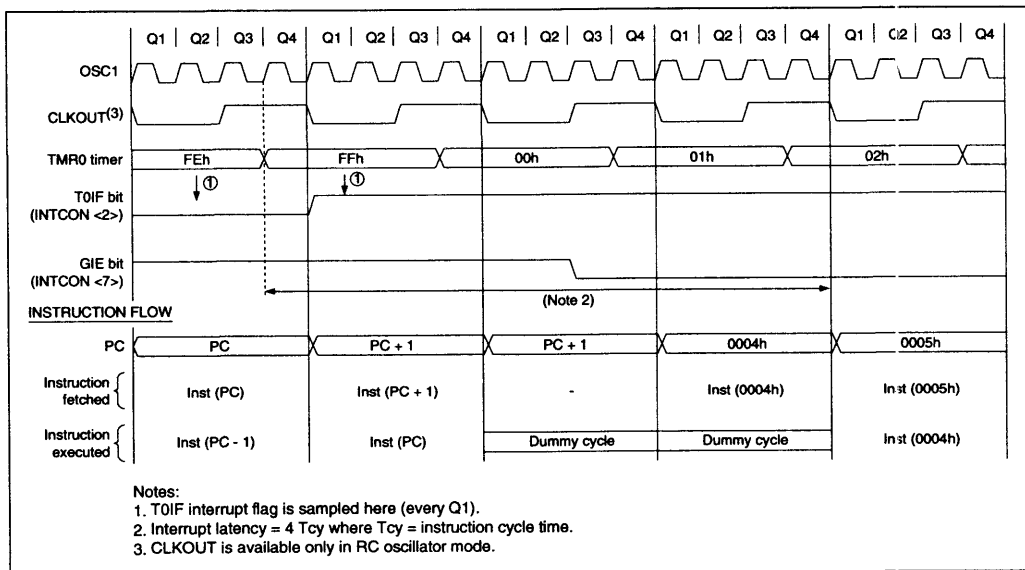 Q1 | Q2 | Q3 | Q4 | Q1 | Q2 | Q3 | Q4 | Q1 | Q2 | Q3 | Q4 | Q1 | Q2 | Q3 | Q4 | Q1 | Q2 | Q3 | Q4
OSC1
CLKOUT(3)
TMR0 timer FEh FFh 00h 01h 02h
① ①
T0IF bit
(INTCON <2>)
GIE bit
(INTCON <7>)
(Note 2)
INSTRUCTION FLOW
PC PC PC + 1 PC + 1 0004h 0005h
Instruction
fetched
Inst (PC) Inst (PC + 1) - Inst (0004h) Inst (0005h)
Instruction
executed
Inst (PC - 1) Inst (PC) Dummy cycle Dummy cycle Inst (0004h)
Notes:
1. T0IF interrupt flag is sampled here (every Q1).
2. Interrupt latency = 4 Tcy where Tcy = instruction cycle time.
3. CLKOUT is available only in RC oscillator mode.